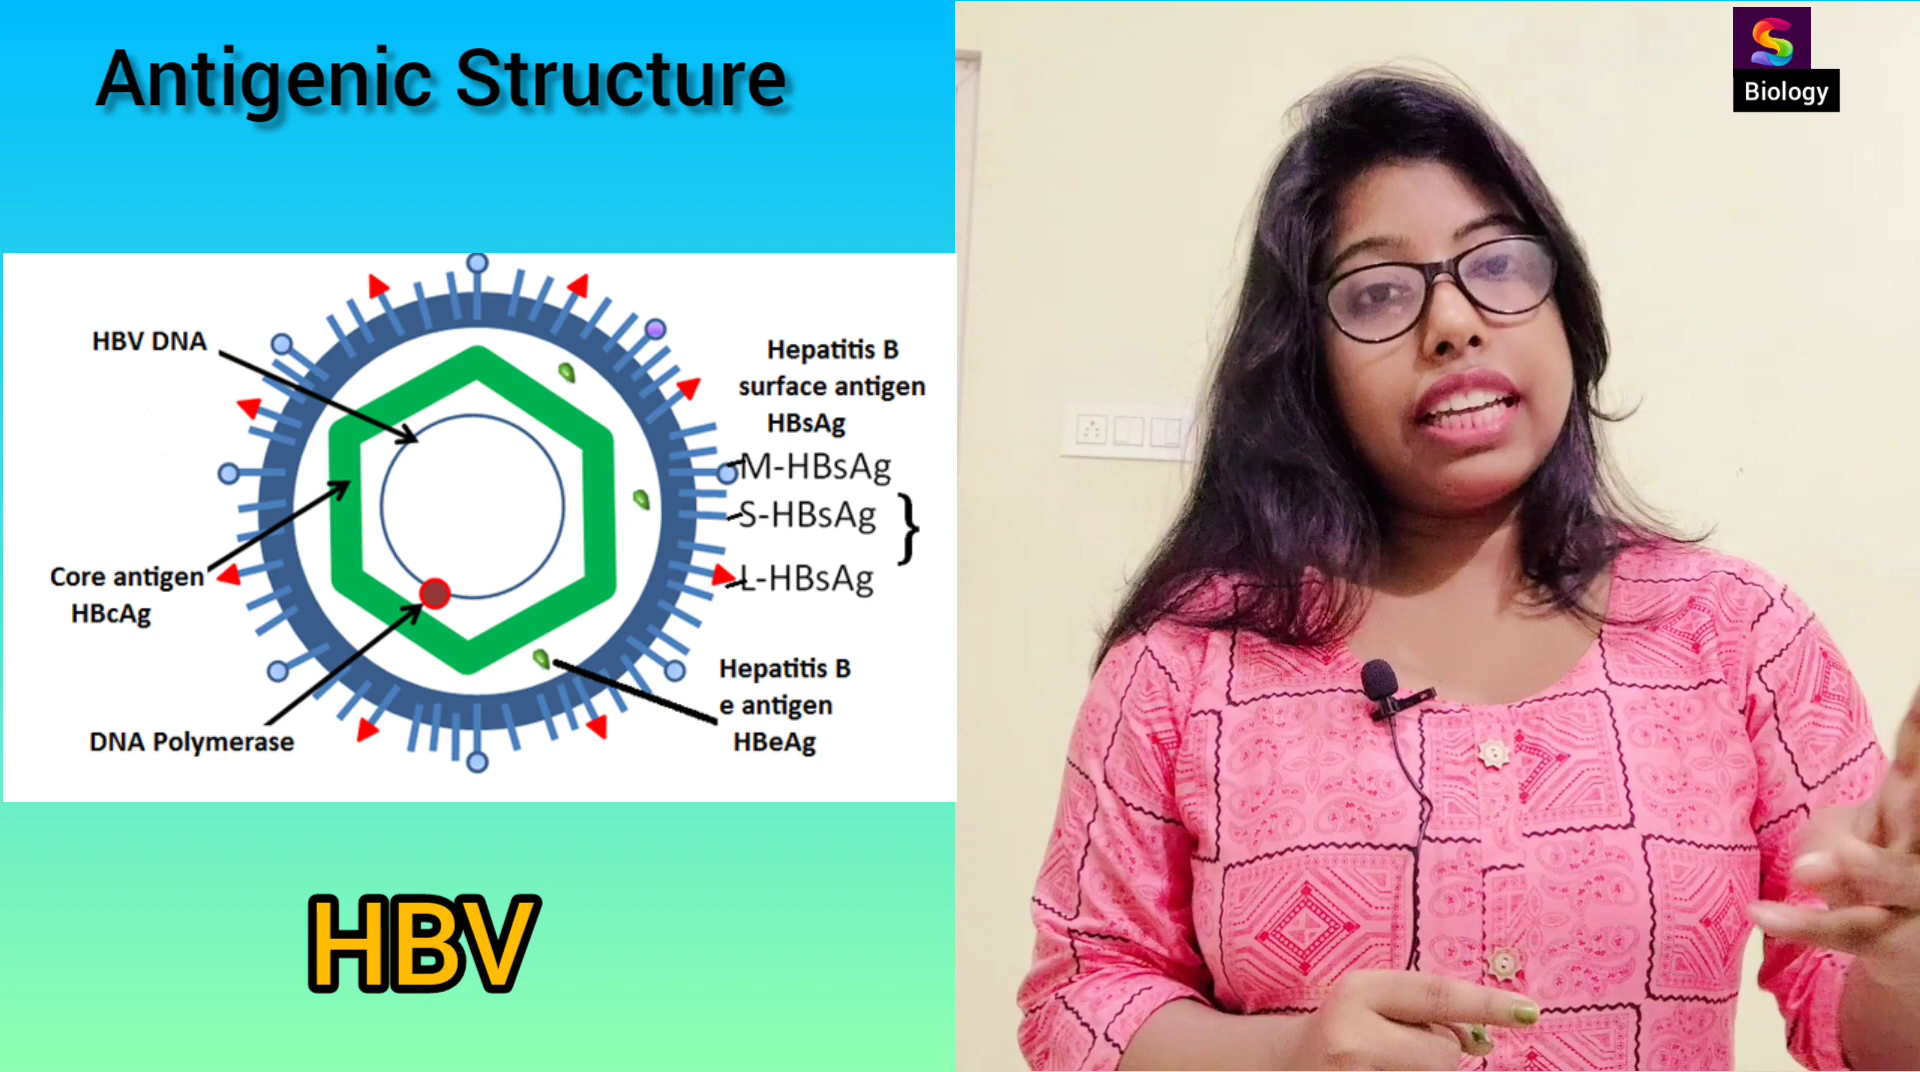 Antigenic Structure
HBV DNA
Core antigen
HBcAg
DNA Polymerase
Hepatitis B
surface antigen
HBsAg
M-HBsAg
S-HBsAg
}
L-HBsAg
Hepatitis B
e antigen
HBeAg
HBV
S
Biology